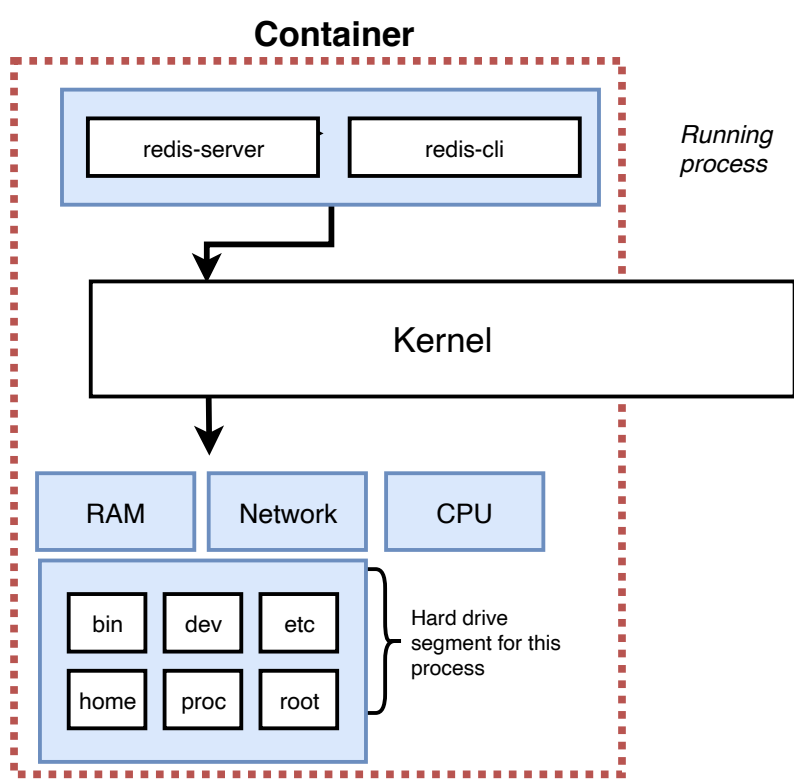 Container
redis-server
redis-cli
Running
process
Kernel
RAM
Network
CPU
bin
dev
etc
home
proc
root
Hard drive
segment for this
process